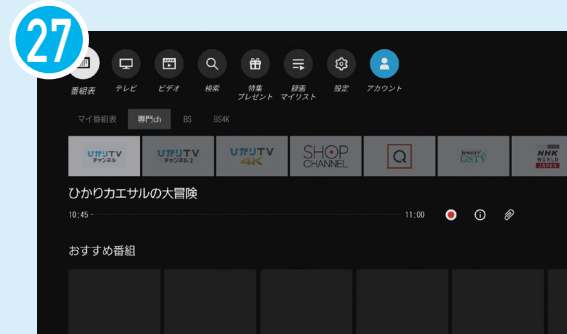 27
番組表 テレビ ビデオ 検索 特集 録画 設定 アカウント
プレゼント マイリスト
マイ番組表 専門ch BS BS4K
ひかりTV ひかりTV ひかりTV SHOP Q Jewelry NHK
チャンネル チャンネル2 4K CHANNEL GSTV WORLD
JAPAN
ひかりカエサルの大冒険
10:45 - 11:00
おすすめ番組